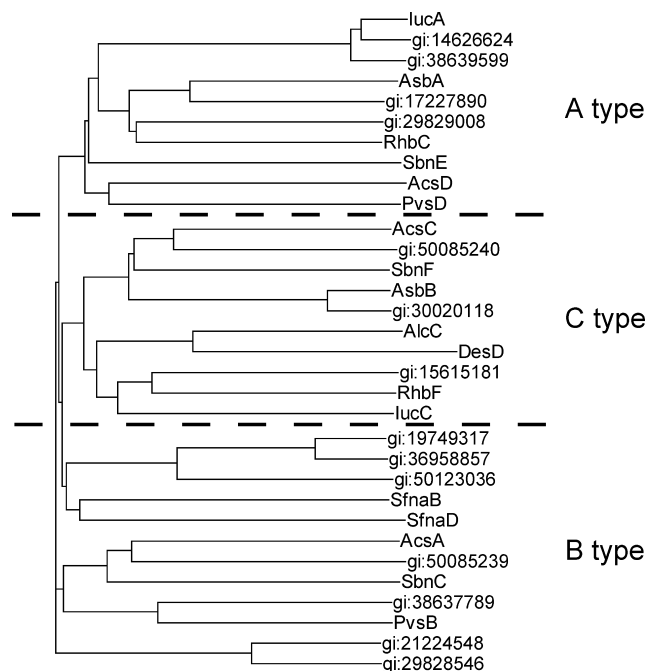 IucA
gi:14626624
gi:38639599
AsbA
gi:17227890
gi:29829008
RhbC
SbnE
AcsD
PvsD
A type
AcsC
gi:50085240
SbnF
AsbB
gi:30020118
AlcC
DesD
gi:15615181
RhbF
IucC
C type
gi:19749317
gi:36958857
gi:50123036
SfnaB
SfnaD
AcsA
gi:50085239
SbnC
gi:38637789
PvsB
gi:21224548
gi:29828546
B type